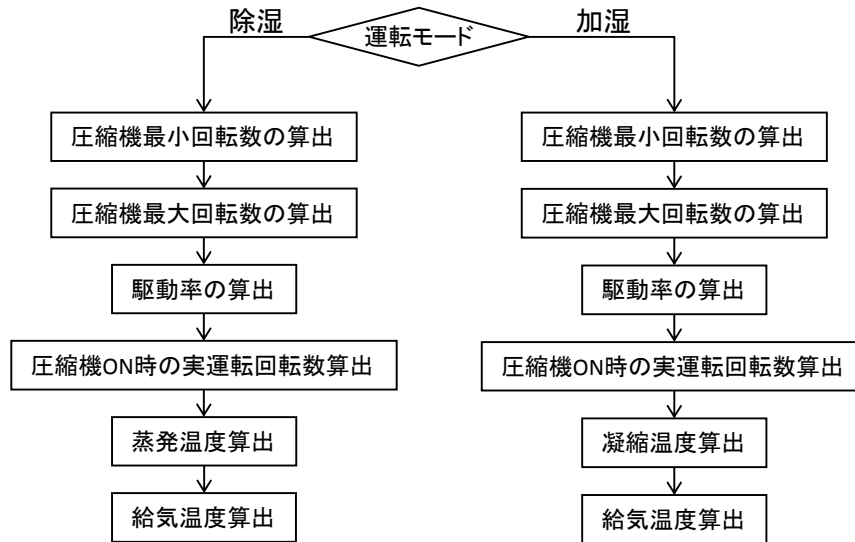 除湿
運転モード
加湿
圧縮機最小回転数の算出
圧縮機最大回転数の算出
駆動率の算出
圧縮機ON時の実運転回転数算出
蒸発温度算出
給気温度算出
圧縮機最小回転数の算出
圧縮機最大回転数の算出
駆動率の算出
圧縮機ON時の実運転回転数算出
凝縮温度算出
給気温度算出